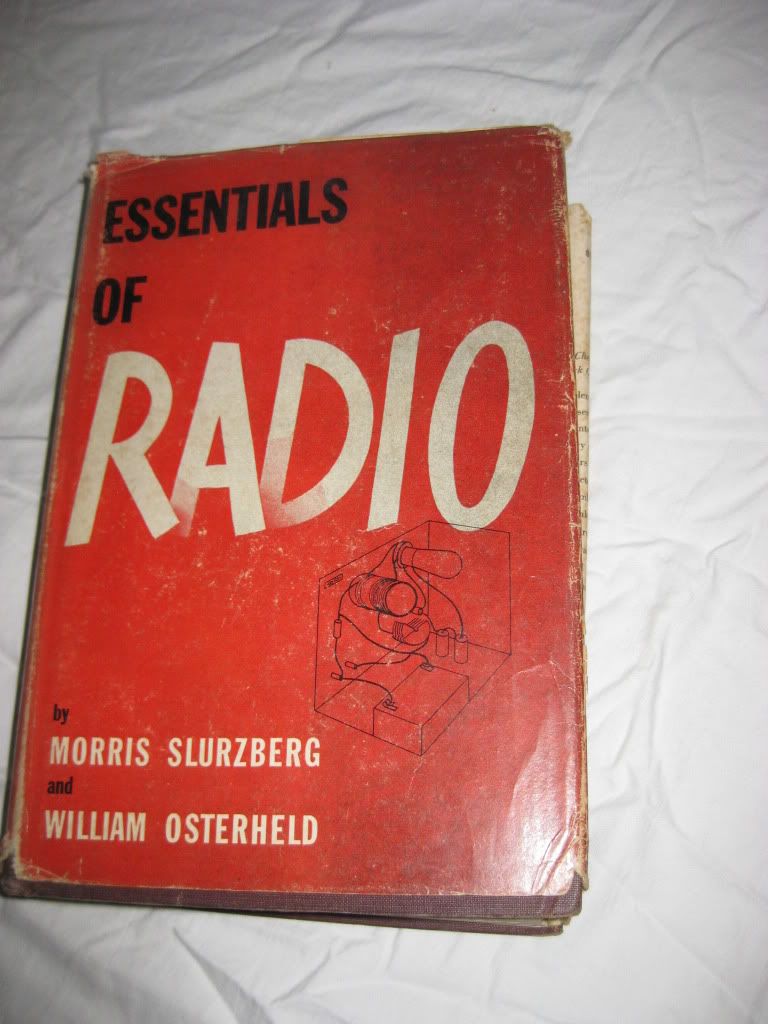 ESSENTIALS
OF
RADIO
by
MORRIS SLURZBERG
and
WILLIAM OSTERHELD